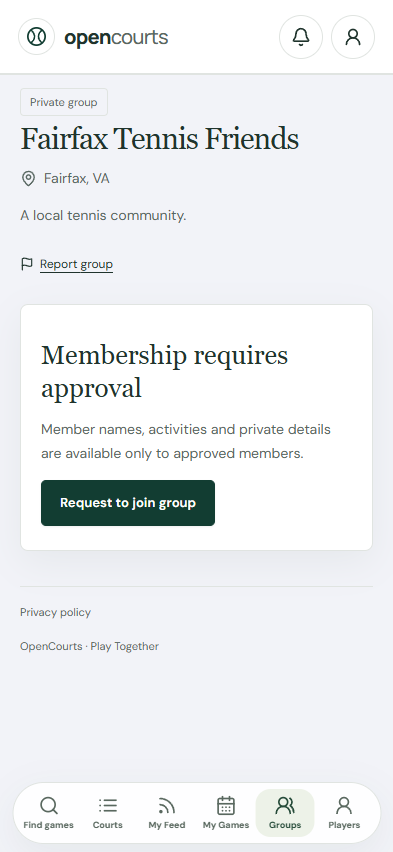 opencourts
Private group
Fairfax Tennis Friends
Fairfax, VA
A local tennis community.
Report group
Membership requires
approval
Member names, activities and private details
are available only to approved members.
Request to join group
Privacy policy
OpenCourts · Play Together
Find games
Courts
My Feed
My Games
Groups
Players